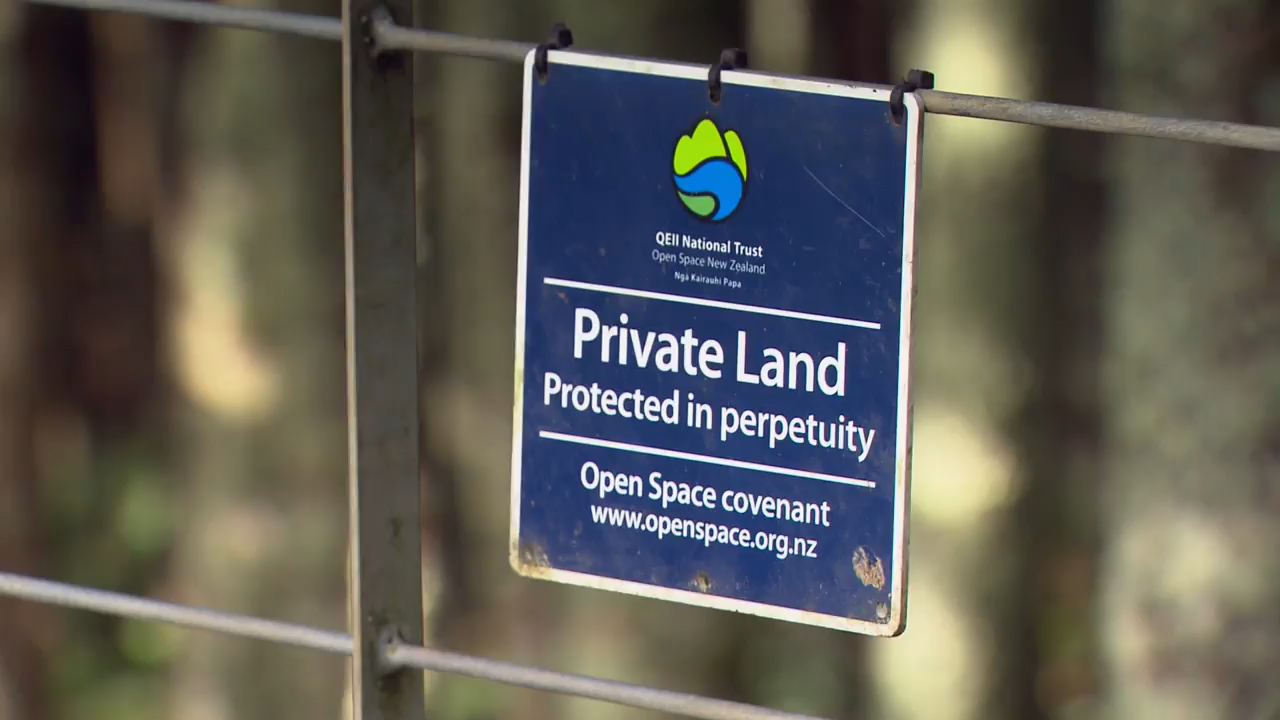 QEII National Trust
Open Space New Zealand
Ngā Kairauhī Papa
Private Land
Protected in perpetuity
Open Space covenant
www.openspace.org.nz